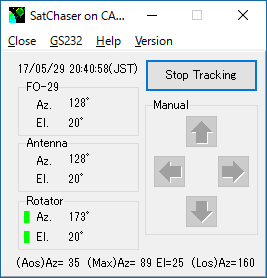 SatChaser on CA...
Close GS232 Help Version
17/05/29 20:40:58(JST)
Stop Tracking
FO-29
Az. 128°
El. 20°
Manual
Antenna
Az. 128°
El. 20°
Rotator
Az. 173°
El. 20°
(Aos)Az= 35 (Max)Az= 89 El=25 (Los)Az=160